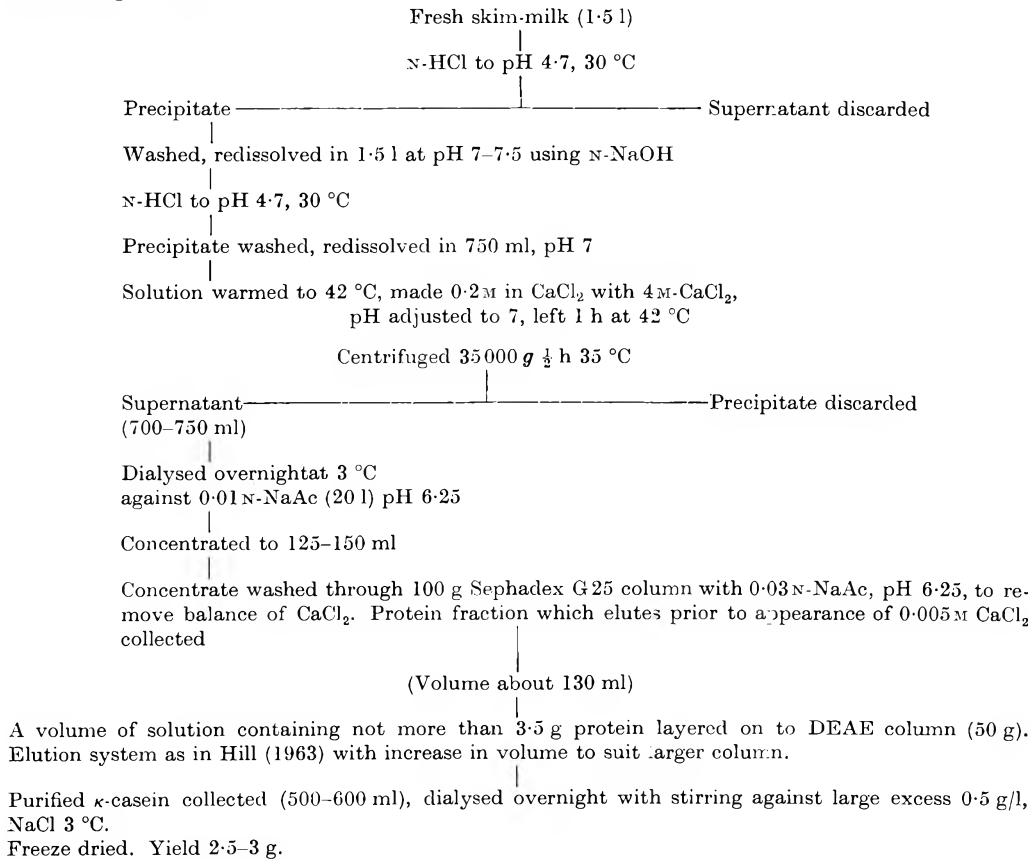 Fresh skim-milk (1·5 l)
N-HCl to pH 4·7, 30 °C
Precipitate Supernatant discarded
Washed, redissolved in 1·5 l at pH 7–7·5 using N-NaOH
N-HCl to pH 4·7, 30 °C
Precipitate washed, redissolved in 750 ml, pH 7
Solution warmed to 42 °C, made 0·2M in CaCl₂ with 4M-CaCl₂,
pH adjusted to 7, left 1 h at 42 °C
Centrifuged 35000 g ½ h 35 °C
Supernatant Precipitate discarded
(700–750 ml)
Dialysed overnightat 3 °C
against 0·01 N-NaAc (20 l) pH 6·25
Concentrated to 125–150 ml
Concentrate washed through 100 g Sephadex G 25 column with 0·03 N-NaAc, pH 6·25, to re-
move balance of CaCl₂. Protein fraction which elutes prior to appearance of 0·005 M CaCl₂
collected
(Volume about 130 ml)
A volume of solution containing not more than 3·5 g protein layered on to DEAE column (50 g).
Elution system as in Hill (1963) with increase in volume to suit larger column.
Purified κ-casein collected (500–600 ml), dialysed overnight with stirring against large excess 0·5 g/l,
NaCl 3 °C.
Freeze dried. Yield 2·5–3 g.